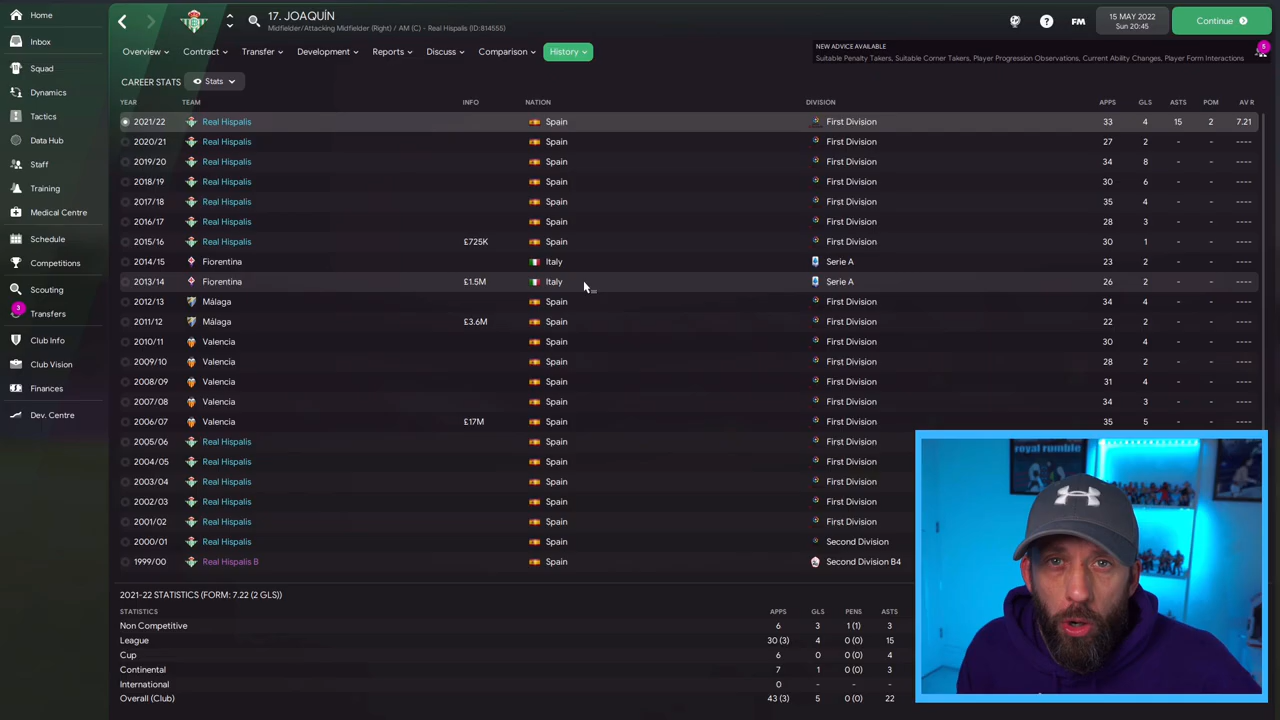 Home
Inbox
Squad
Dynamics
Tactics
Data Hub
Staff
Training
Medical Centre
Schedule
Competitions
Scouting
3
Transfers
Club Info
Club Vision
Finances
Dev. Centre
17. JOAQUÍN
Midfielder/Attacking Midfielder (Right) / AM (C) - Real Hispalis (ID:814555)
FM
15 MAY 2022
Sun 20:45
Continue
Overview Contract Transfer Development Reports Discuss Comparison History
NEW ADVICE AVAILABLE
Suitable Penalty Takers, Suitable Corner Takers, Player Progression Observations, Current Ability Changes, Player Form Interactions
5
CAREER STATS Stats
YEAR TEAM INFO NATION DIVISION APPS GLS ASTS POM AV R
2021/22 Real Hispalis Spain First Division 33 4 15 2 7.21
2020/21 Real Hispalis Spain First Division 27 2 - - ----
2019/20 Real Hispalis Spain First Division 34 8 - - ----
2018/19 Real Hispalis Spain First Division 30 6 - - ----
2017/18 Real Hispalis Spain First Division 35 4 - - ----
2016/17 Real Hispalis Spain First Division 28 3 - - ----
2015/16 Real Hispalis £725K Spain First Division 30 1 - - ----
2014/15 Fiorentina Italy Serie A 23 2 - - ----
2013/14 Fiorentina £1.5M Italy Serie A 26 2 - - ----
2012/13 Málaga Spain First Division 34 4 - - ----
2011/12 Málaga £3.6M Spain First Division 22 2 - - ----
2010/11 Valencia Spain First Division 30 4 - - ----
2009/10 Valencia Spain First Division 28 2 - - ----
2008/09 Valencia Spain First Division 31 4 - - ----
2007/08 Valencia Spain First Division 34 3 - - ----
2006/07 Valencia £17M Spain First Division 35 5 - - ----
2005/06 Real Hispalis Spain First Division
2004/05 Real Hispalis Spain First Division
2003/04 Real Hispalis Spain First Division
2002/03 Real Hispalis Spain First Division
2001/02 Real Hispalis Spain First Division
2000/01 Real Hispalis Spain Second Division
1999/00 Real Hispalis B Spain Second Division B4
2021-22 STATISTICS (FORM: 7.22 (2 GLS))
STATISTICS APPS GLS PENS ASTS
Non Competitive 6 3 1 (1) 3
League 30 (3) 4 0 (0) 15
Cup 6 0 0 (0) 4
Continental 7 1 0 (0) 3
International 0 - - -
Overall (Club) 43 (3) 5 0 (0) 22
royal rumble